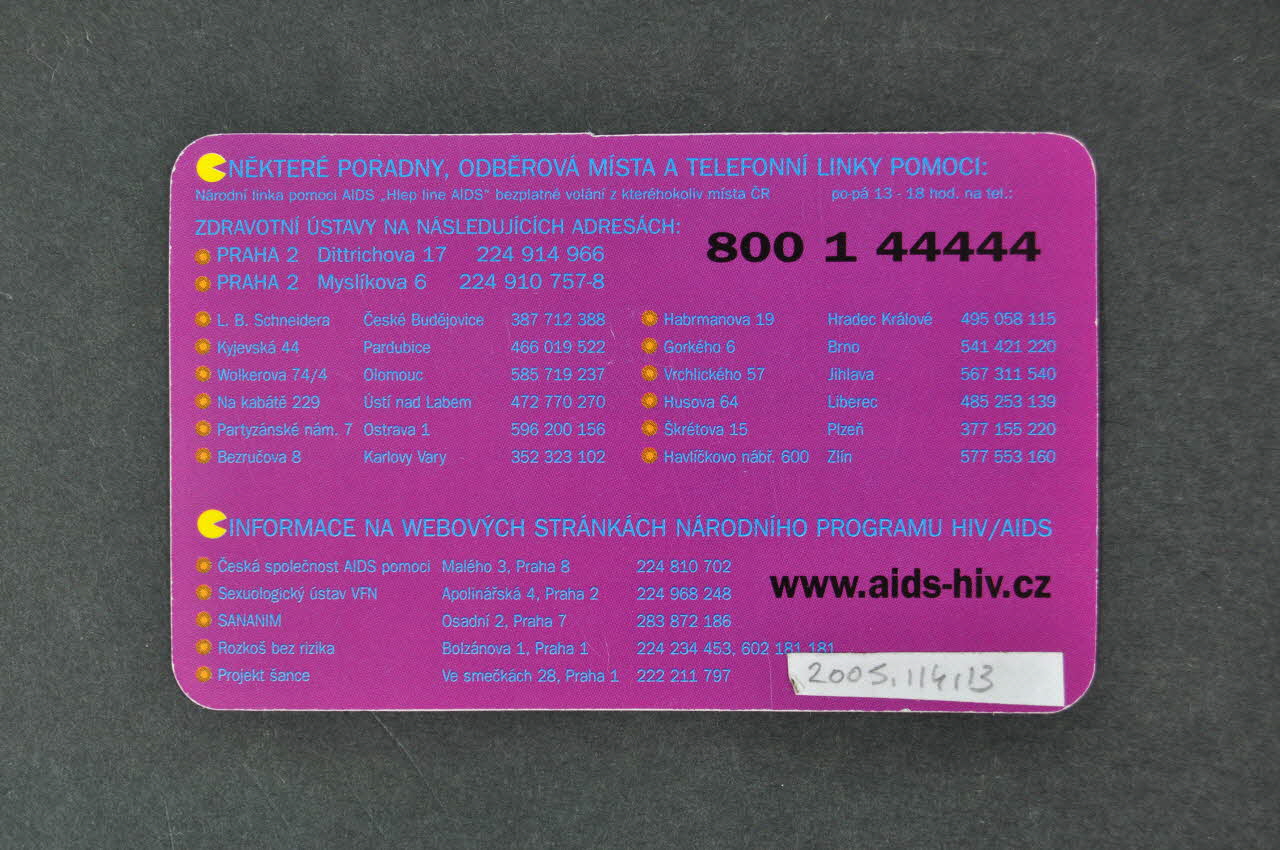 NĚKTERÉ PORADNY, ODBĚROVÁ MÍSTA A TELEFONNÍ LINKY POMOCI:
Národní linka pomoci AIDS „Hlep line AIDS“ bezplatné volání z kteréhokoliv místa ČR po-pá 13 - 18 hod. na tel.:
800 1 44444
ZDRAVOTNÍ ÚSTAVY NA NÁSLEDUJÍCÍCH ADRESÁCH:
PRAHA 2 Dittrichova 17 224 914 966
PRAHA 2 Myslíkova 6 224 910 757-8
L. B. Schneidera České Budějovice 387 712 388 Habrmanova 19 Hradec Králové 495 058 115
Kyjevská 44 Pardubice 466 019 522 Gorkého 6 Brno 541 421 220
Wolkerova 74/4 Olomouc 585 719 237 Vrchlického 57 Jihlava 567 311 540
Na kabátě 229 Ústí nad Labem 472 770 270 Husova 64 Liberec 485 253 139
Partyzánské nám. 7 Ostrava 1 596 200 156 Škrétova 15 Plzeň 377 155 220
Bezručova 8 Karlovy Vary 352 323 102 Havlíčkovo nábř. 600 Zlín 577 553 160
INFORMACE NA WEBOVÝCH STRÁNKÁCH NÁRODNÍHO PROGRAMU HIV/AIDS
www.aids-hiv.cz
Česká společnost AIDS pomoci Malého 3, Praha 8 224 810 702
Sexuologický ústav VFN Apolinářská 4, Praha 2 224 968 248
SANANIM Osadní 2, Praha 7 283 872 186
Rozkoš bez rizika Bolzánova 1, Praha 1 224 234 453, 602 181 181
Projekt šance Ve smečkách 28, Praha 1 222 211 797
2005.114.13